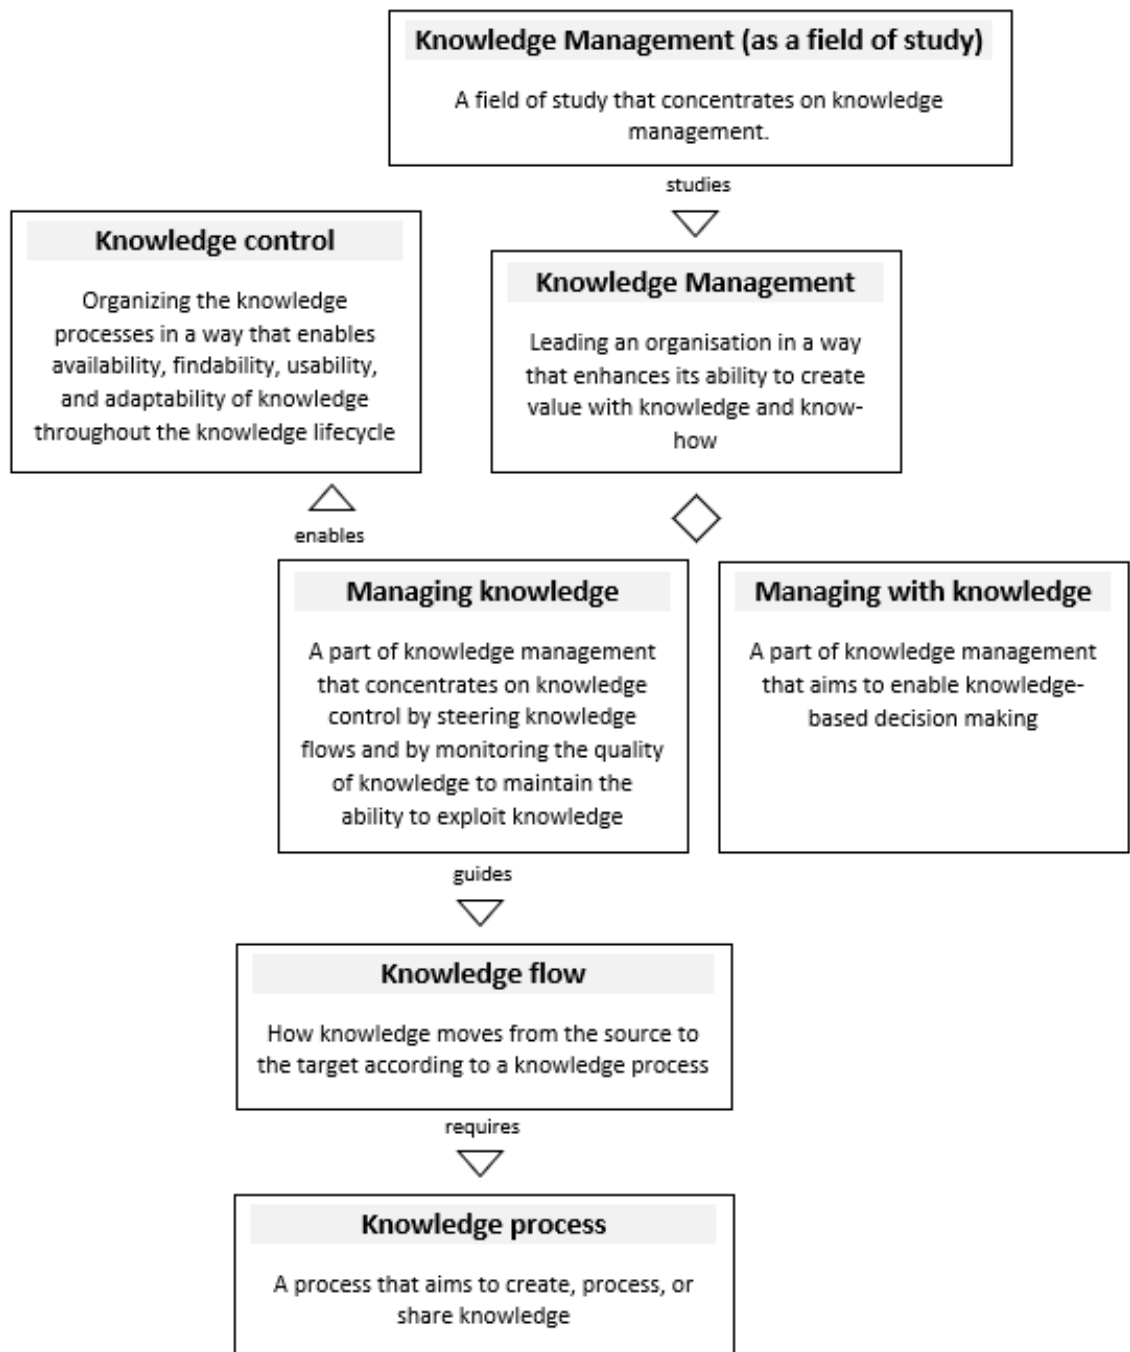 Knowledge Management (as a field of study)
A field of study that concentrates on knowledge
management.
studies
Knowledge control
Organizing the knowledge
processes in a way that enables
availability, findability, usability,
and adaptability of knowledge
throughout the knowledge lifecycle
Knowledge Management
Leading an organisation in a way
that enhances its ability to create
value with knowledge and know-
how
enables
Managing knowledge
A part of knowledge management
that concentrates on knowledge
control by steering knowledge
flows and by monitoring the quality
of knowledge to maintain the
ability to exploit knowledge
Managing with knowledge
A part of knowledge management
that aims to enable knowledge-
based decision making
guides
Knowledge flow
How knowledge moves from the source to
the target according to a knowledge process
requires
Knowledge process
A process that aims to create, process, or
share knowledge